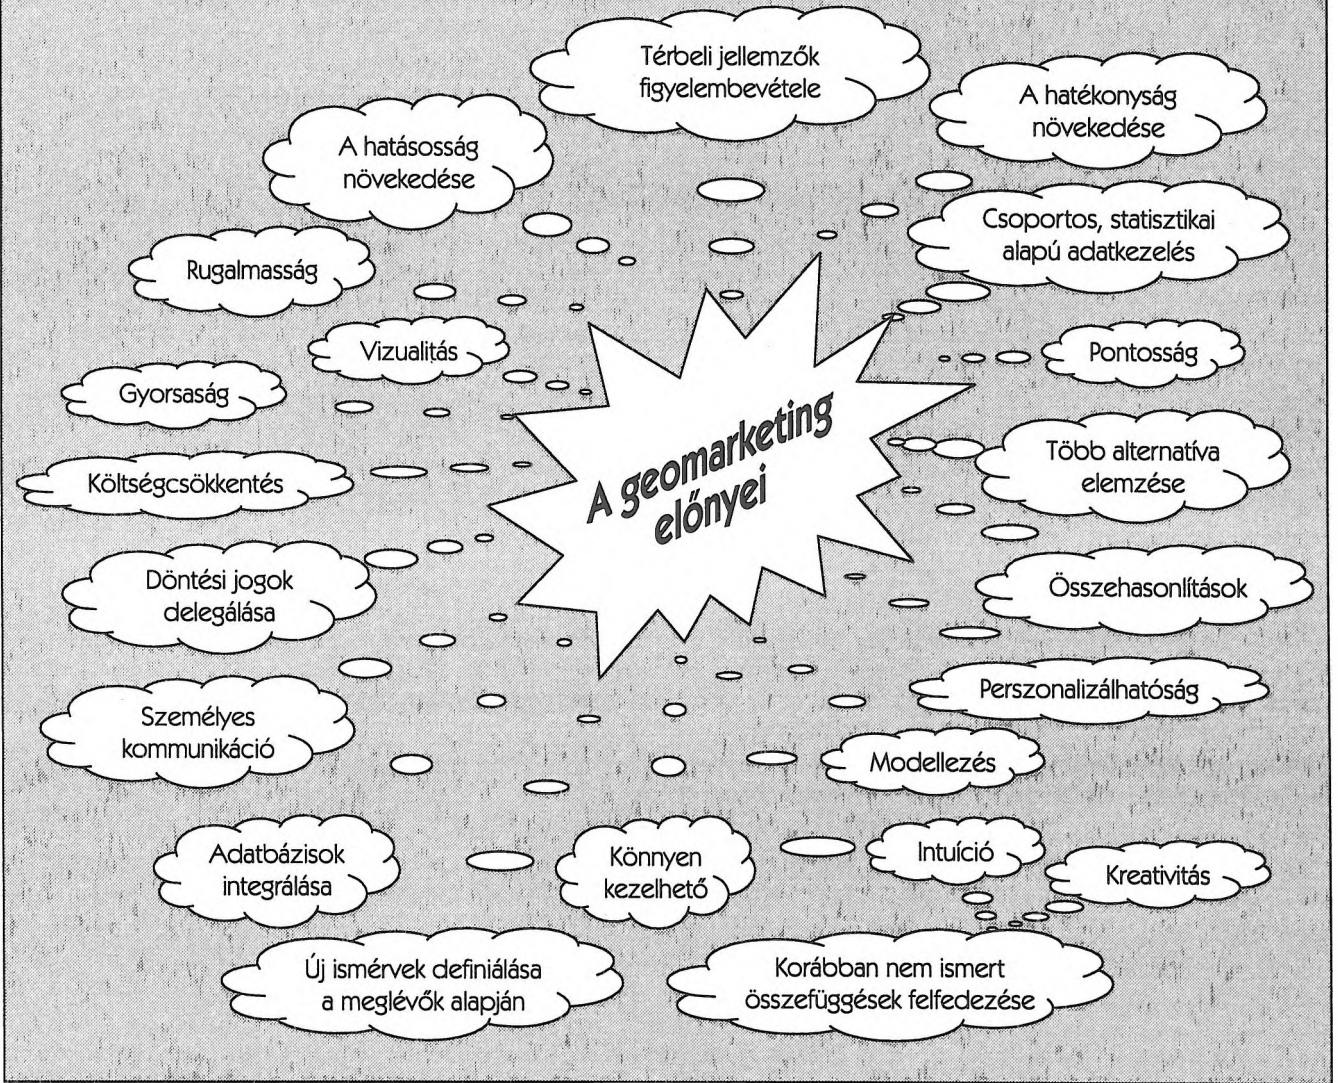 Térbeli jellemzők
figyelembevétele
A hatékonyság
növekedése
A hatásosság
növekedése
Csoportos, statisztikai
alapú adatkezelés
Rugalmasság
Vizualitás
Pontosság
Gyorsaság
A geomarketing
előnyei
Több alternatíva
elemzése
Költségcsökkentés
Döntési jogok
delegálása
Összehasonlítások
Perszonalizálhatóság
Személyes
kommunikáció
Modellezés
Adatbázisok
integrálása
Könnyen
kezelhető
Intuíció
Kreativitás
Új ismérvek definiálása
a meglévők alapján
Korábban nem ismert
összefüggések felfedezése